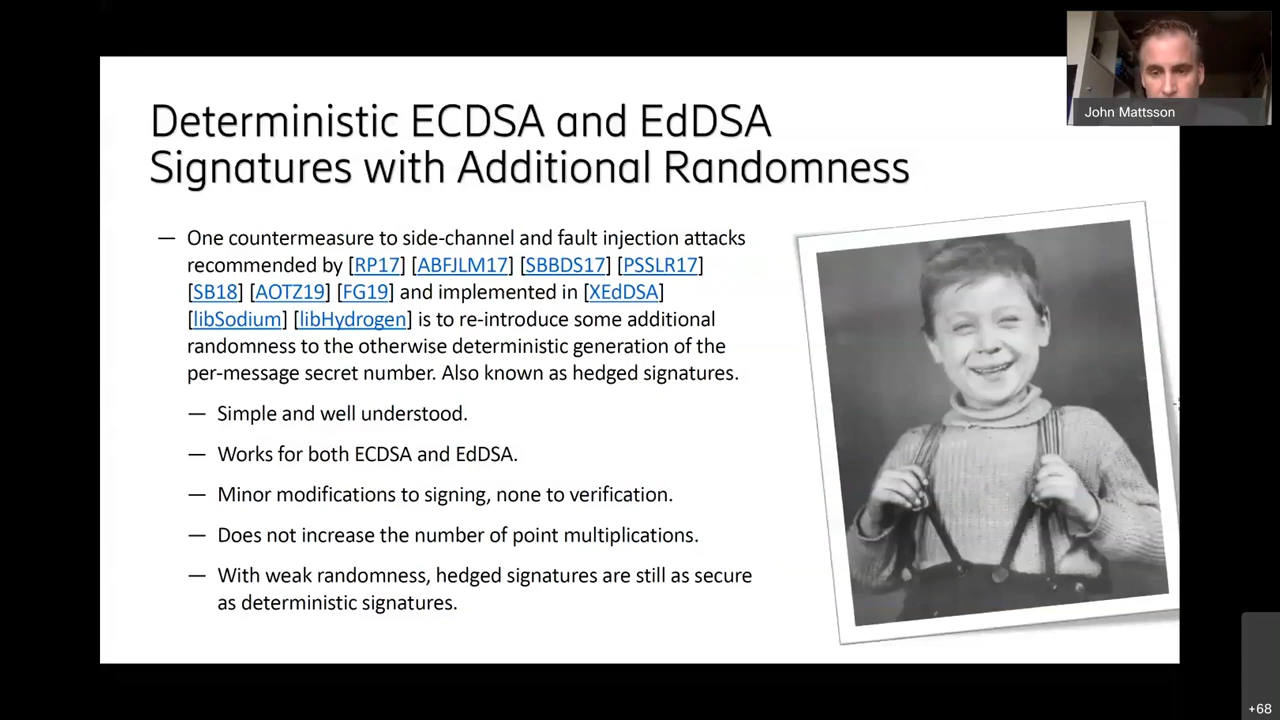 Deterministic ECDSA and EdDSA
Signatures with Additional Randomness
John Mattsson
— One countermeasure to side-channel and fault injection attacks
recommended by [RP17] [ABFJLM17] [SBBDS17] [PSSLR17]
[SB18] [AOTZ19] [FG19] and implemented in [XEdDSA]
[libSodium] [libHydrogen] is to re-introduce some additional
randomness to the otherwise deterministic generation of the
per-message secret number. Also known as hedged signatures.
— Simple and well understood.
— Works for both ECDSA and EdDSA.
— Minor modifications to signing, none to verification.
— Does not increase the number of point multiplications.
— With weak randomness, hedged signatures are still as secure
as deterministic signatures.
+68